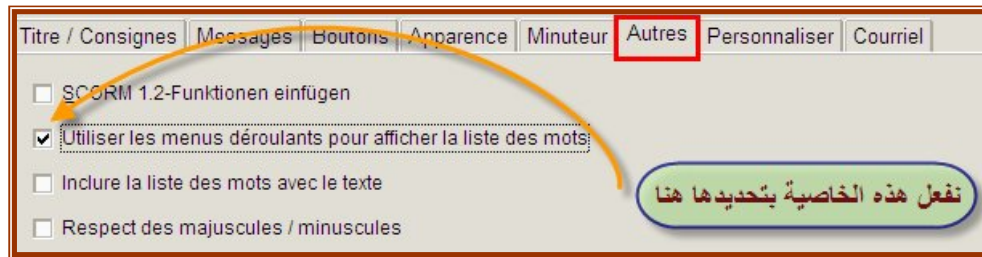 Titre / Consignes Messages Boutons Apparence Minuteur Autres Personnaliser Courriel
SCORM 1.2-Funktionen einfügen
Utiliser les menus déroulants pour afficher la liste des mots
Inclure la liste des mots avec le texte
نفعل هذه الخاصية بتحديدها هنا
Respect des majuscules / minuscules